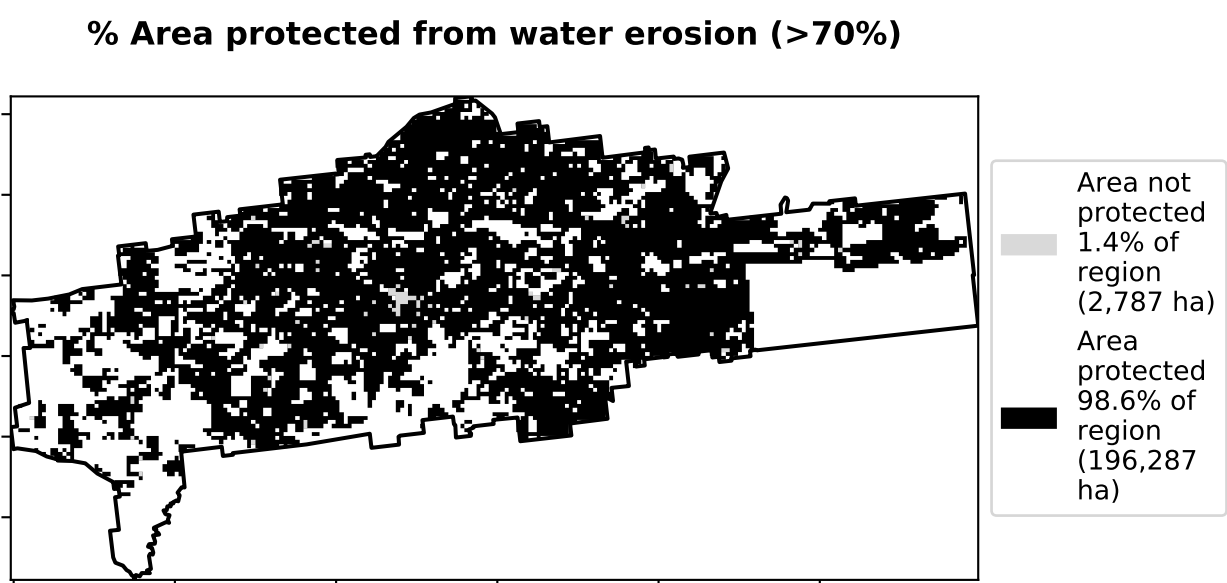 % Area protected from water erosion (>70%)
Area not
protected
1.4% of
region
(2,787 ha)
Area
protected
98.6% of
region
(196,287
ha)